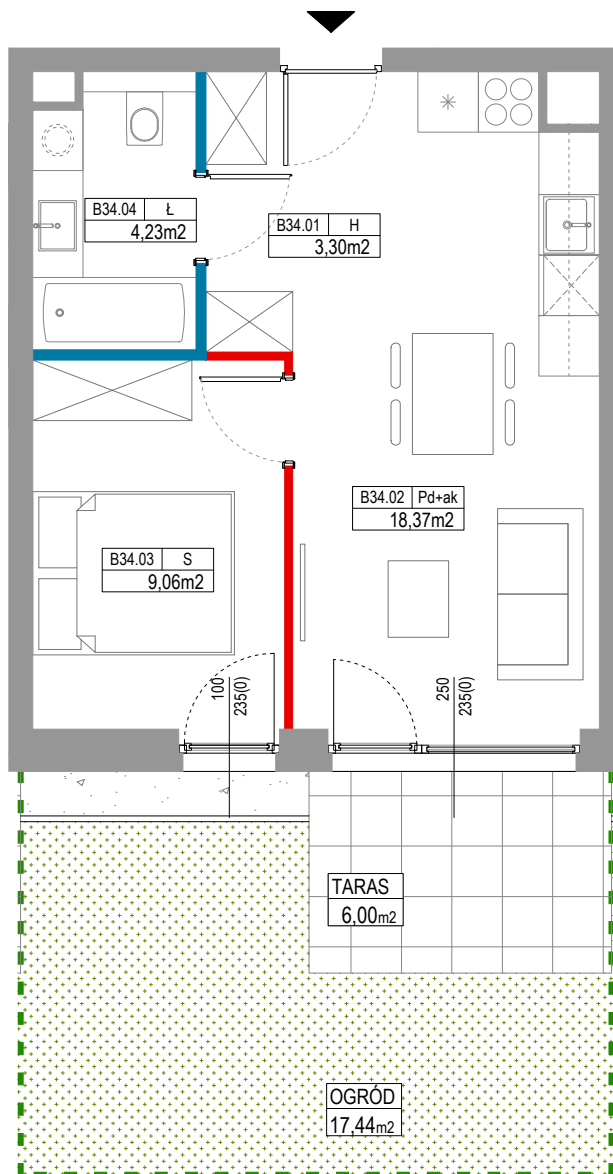 B34.04 Ł
4,23m2
B34.01 H
3,30m2
B34.02 Pd+ak
18,37m2
B34.03 S
9,06m2
100
235(0)
250
235(0)
TARAS
6,00m2
OGRÓD
17,44m2